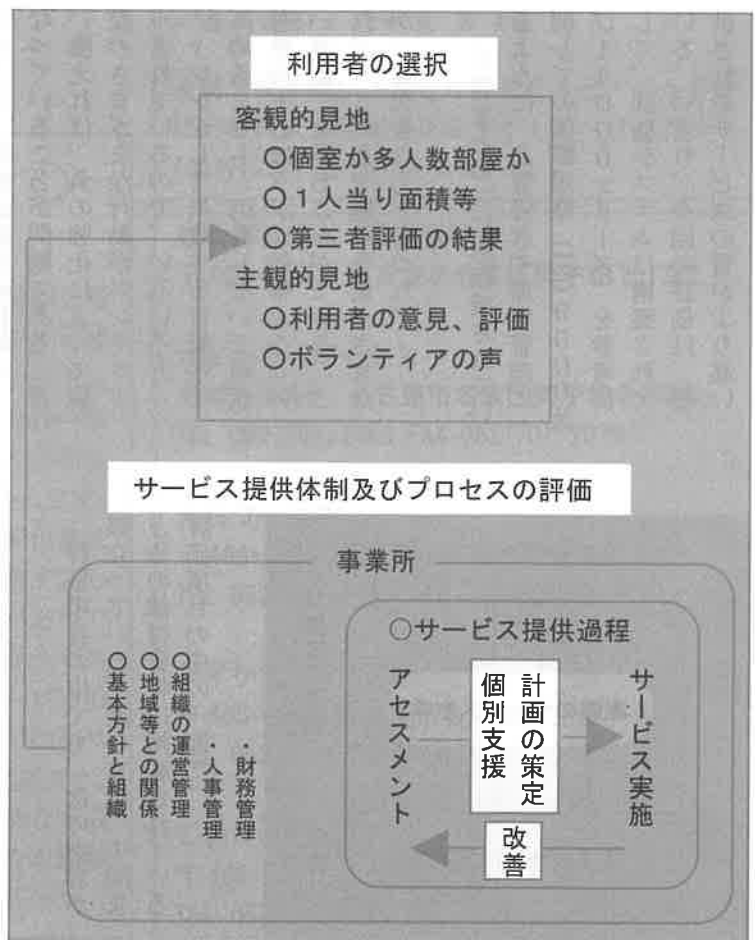 利用者の選択
客観的見地
○個室か多人数部屋か
○1人当り面積等
○第三者評価の結果
主観的見地
○利用者の意見、評価
○ボランティアの声
サービス提供体制及びプロセスの評価
事業所
○サービス提供過程
アセスメント
個別支援
計画の策定
サービス実施
改善
○基本方針と組織
○地域等との関係
○組織の運営管理
・人事管理
・財務管理